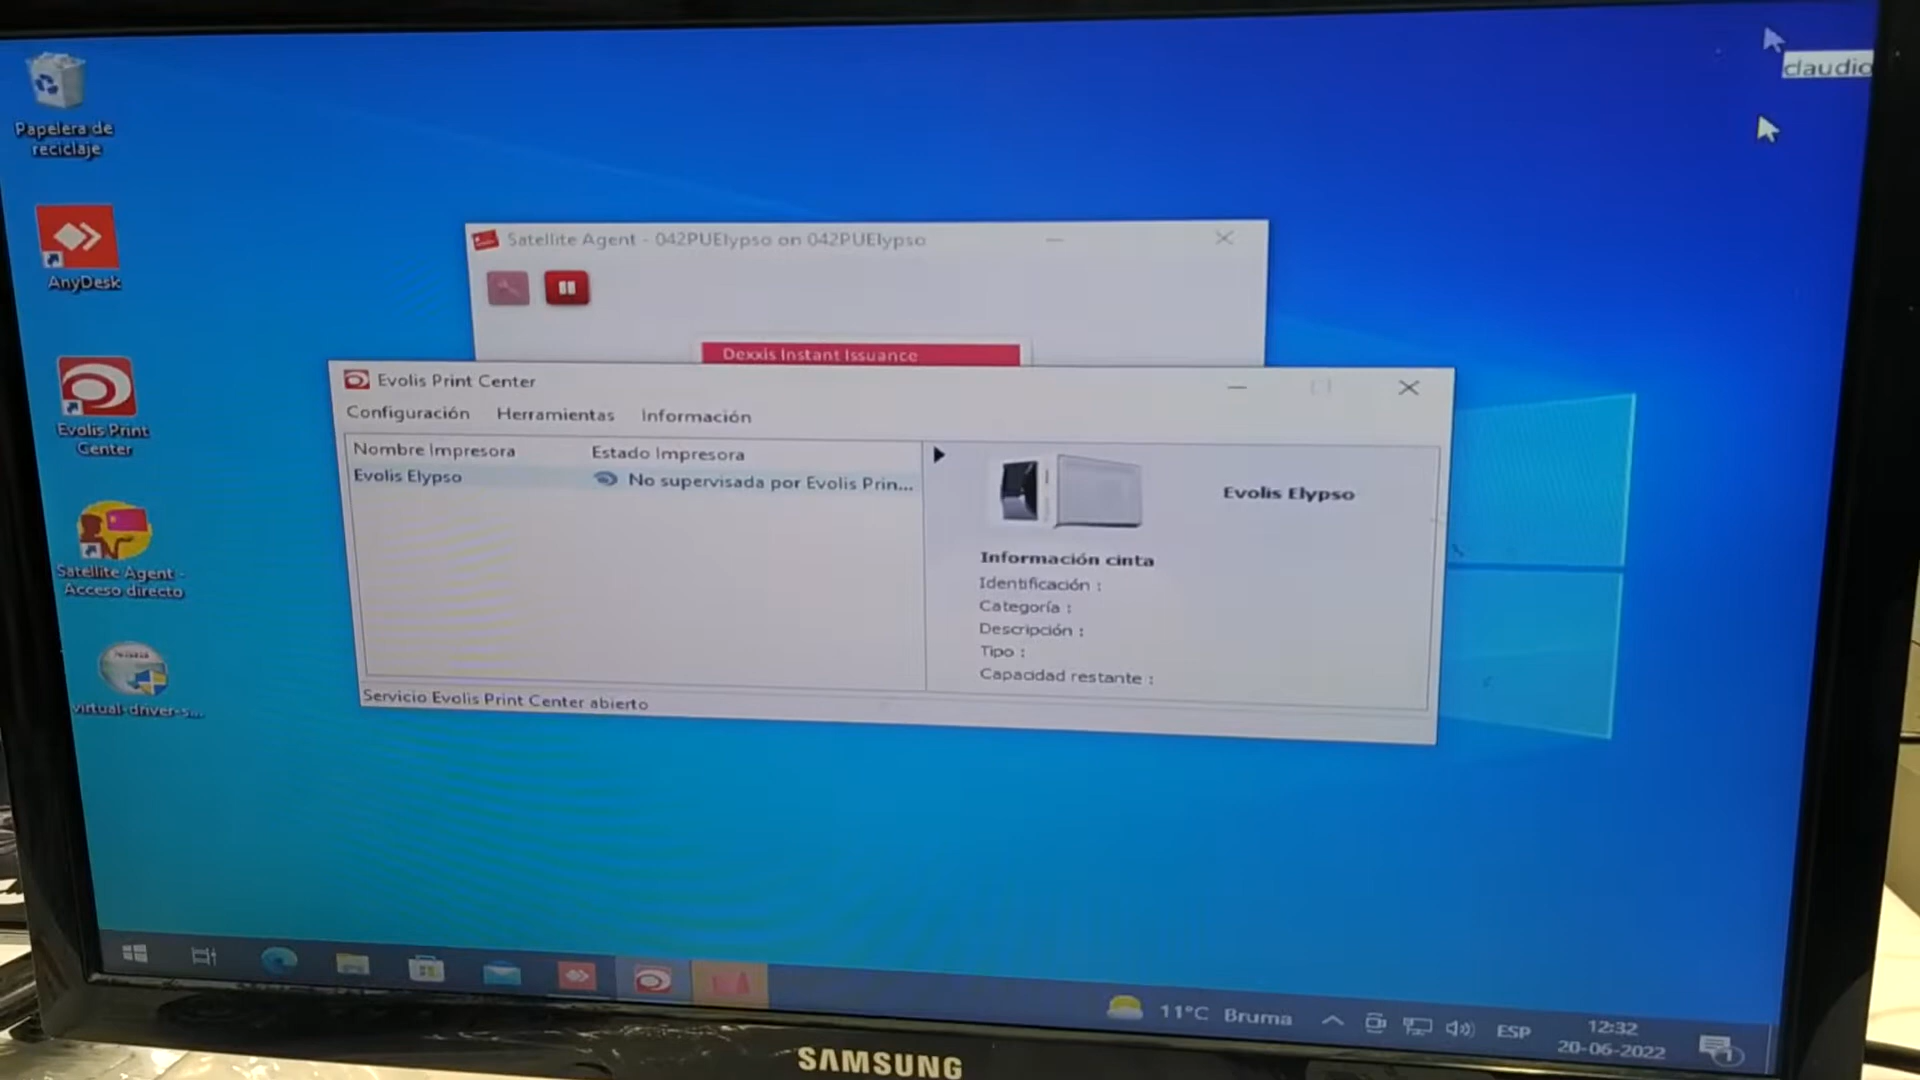 claudio
Papelera de
reciclaje
AnyDesk
Evolis Print
Center
Satellite Agent -
Acceso directo
virtual-driver-s...
Satellite Agent - 042PUElypso on 042PUElypso
Dexxis Instant Issuance
Evolis Print Center
Configuración Herramientas Información
Nombre Impresora Estado Impresora
Evolis Elypso No supervisada por Evolis Prin...
Evolis Elypso
Información cinta
Identificación :
Categoría :
Descripción :
Tipo :
Capacidad restante :
Servicio Evolis Print Center abierto
11°C Bruma
ESP
12:32
20-06-2022
1
SAMSUNG